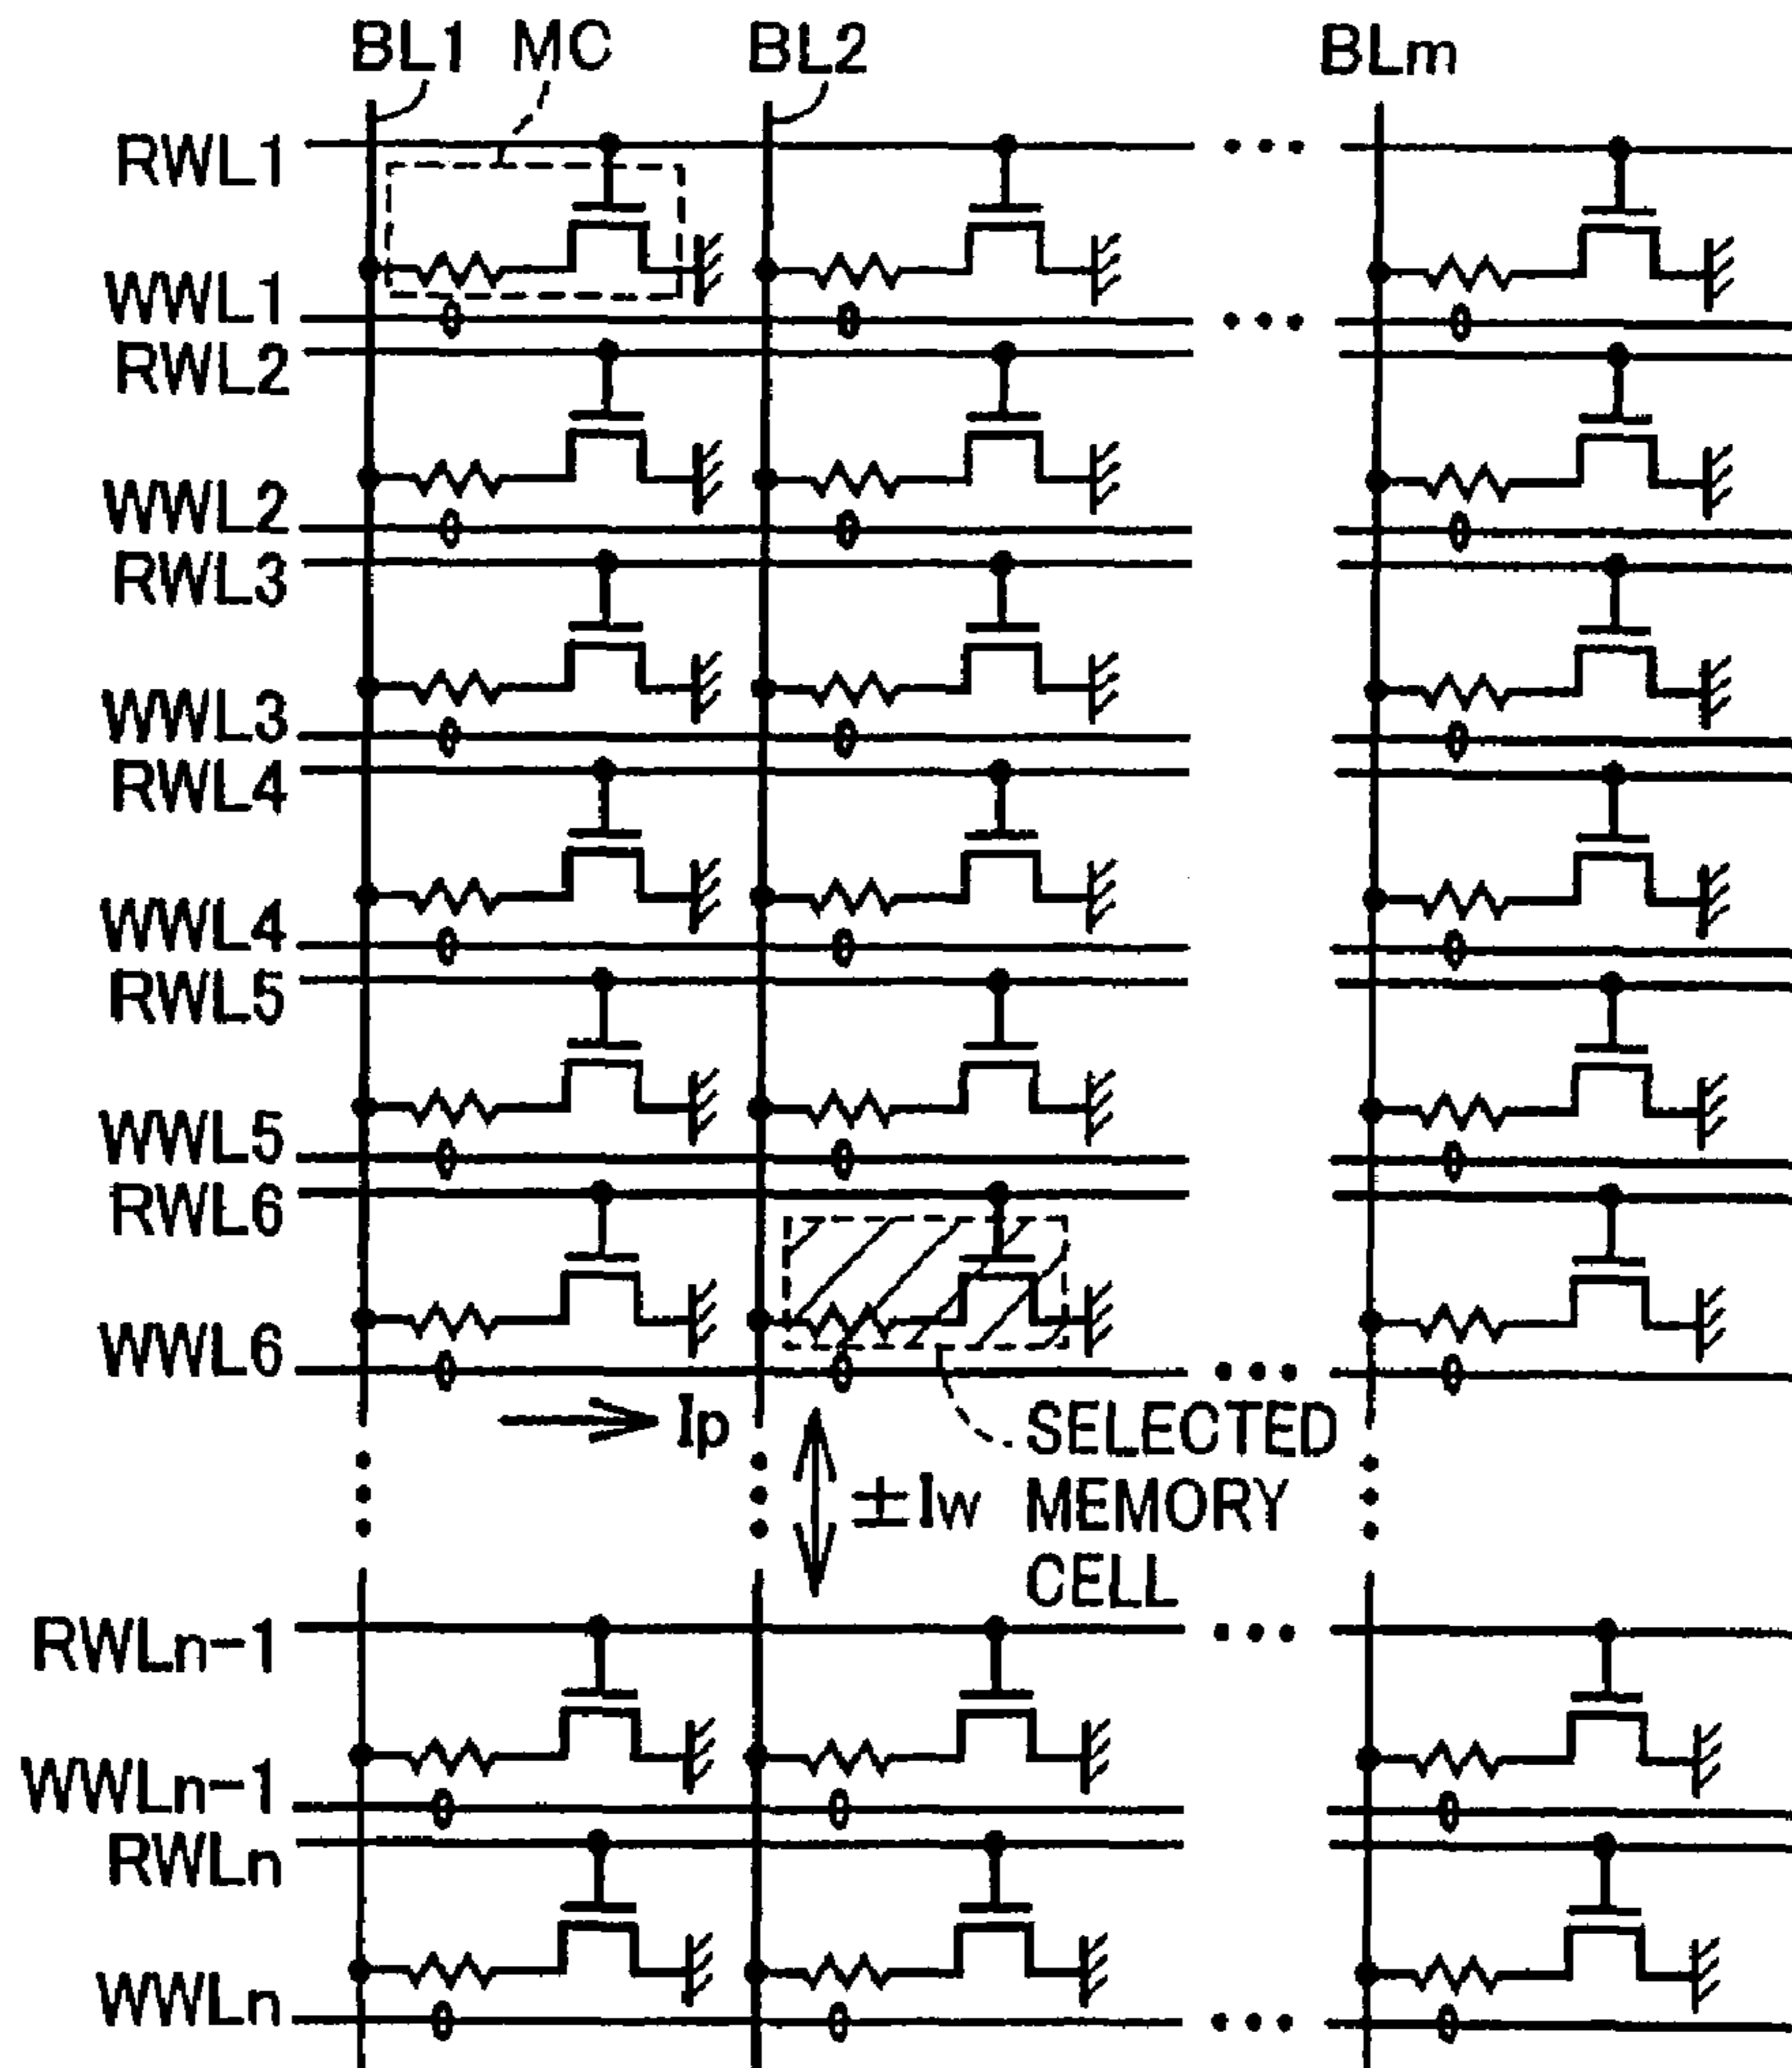 BL1 MC BL2 BLm
RWL1
WWL1
RWL2
WWL2
RWL3
WWL3
RWL4
WWL4
RWL5
WWL5
RWL6
WWL6
Ip
±Iw
SELECTED
MEMORY
CELL
RWLn-1
WWLn-1
RWLn
WWLn